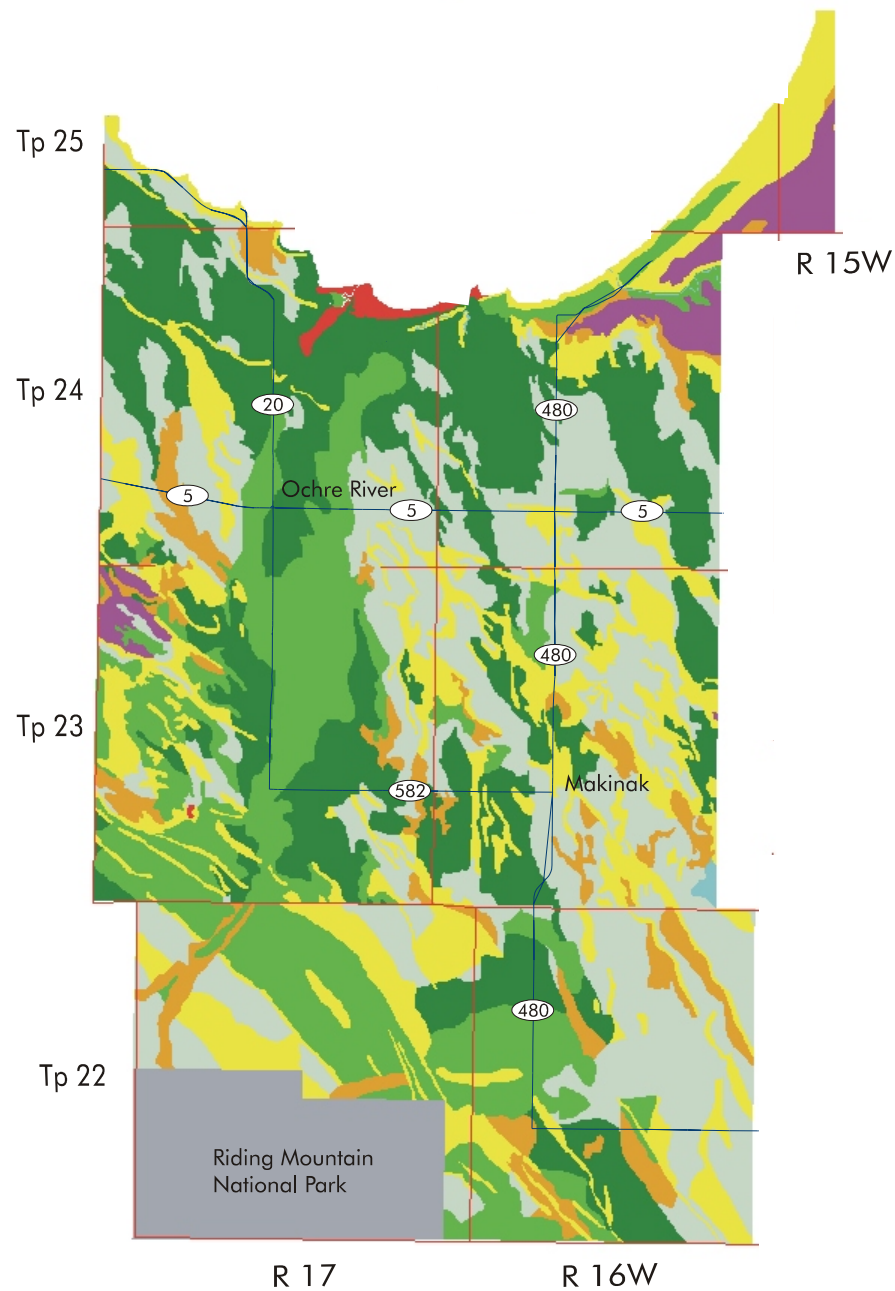 Tp 25
R 15W
Tp 24
20
480
5
Ochre River
5
5
480
Tp 23
582
Makinak
480
Tp 22
Riding Mountain
National Park
R 17
R 16W